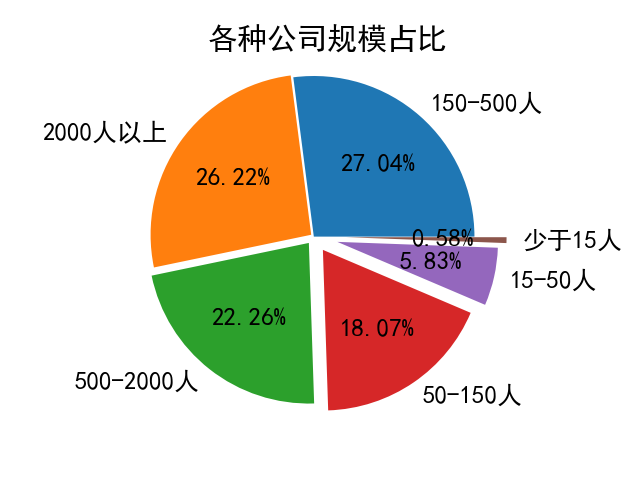 各种公司规模占比
150-500人
2000人以上
27.04%
26.22%
0.58%
少于15人
5.83%
15-50人
22.26%
18.07%
500-2000人
50-150人